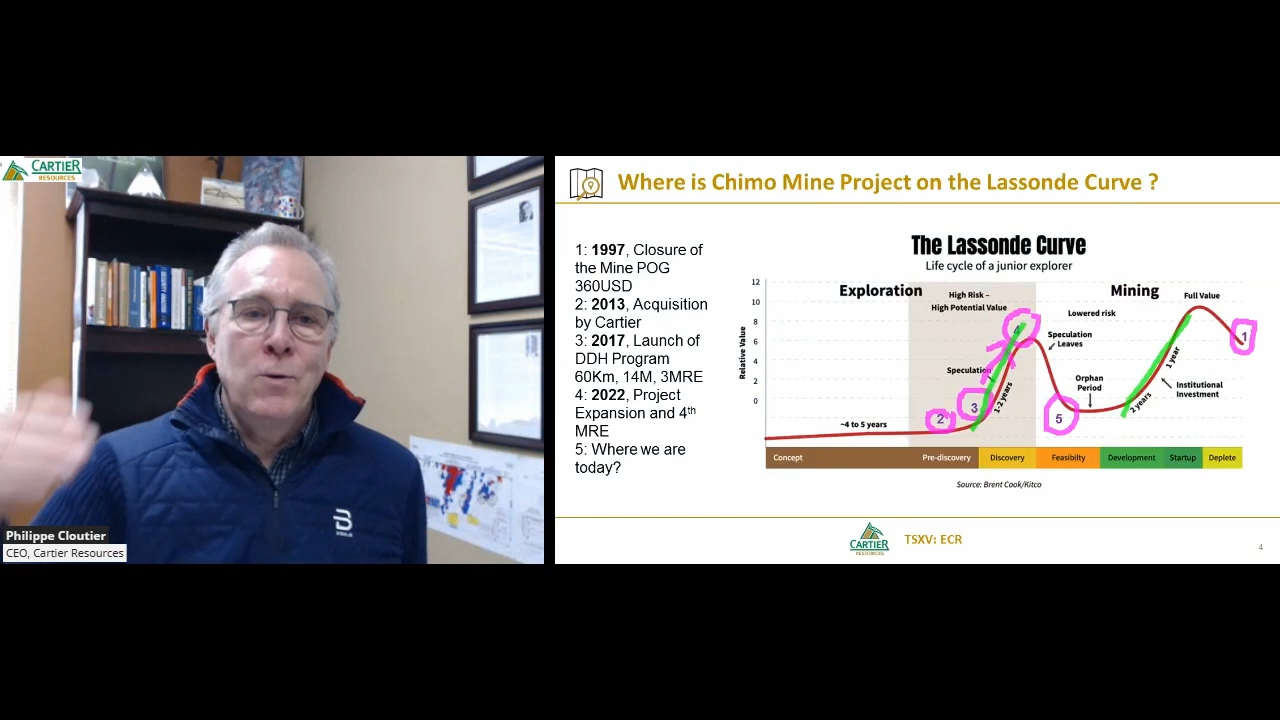 CARTIER
RESOURCES
Philippe Cloutier
CEO, Cartier Resources
Where is Chimo Mine Project on the Lassonde Curve ?
1: 1997, Closure of
the Mine POG
360USD
2: 2013, Acquisition
by Cartier
3: 2017, Launch of
DDH Program
60Km, 14M, 3MRE
4: 2022, Project
Expansion and 4th
MRE
5: Where we are
today?
The Lassonde Curve
Life cycle of a junior explorer
Relative Value
12
10
8
6
4
2
0
Exploration
High Risk –
High Potential Value
Mining
Lowered risk
Full Value
Speculation
Speculation
Leaves
Orphan
Period
Institutional
Investment
~4 to 5 years
1-2 years
2 years
1 year
1
2
3
4
5
Concept
Pre-discovery
Discovery
Feasibilty
Development
Startup
Deplete
Source: Brent Cook/Kitco
CARTIER
RESOURCES
TSXV: ECR
4